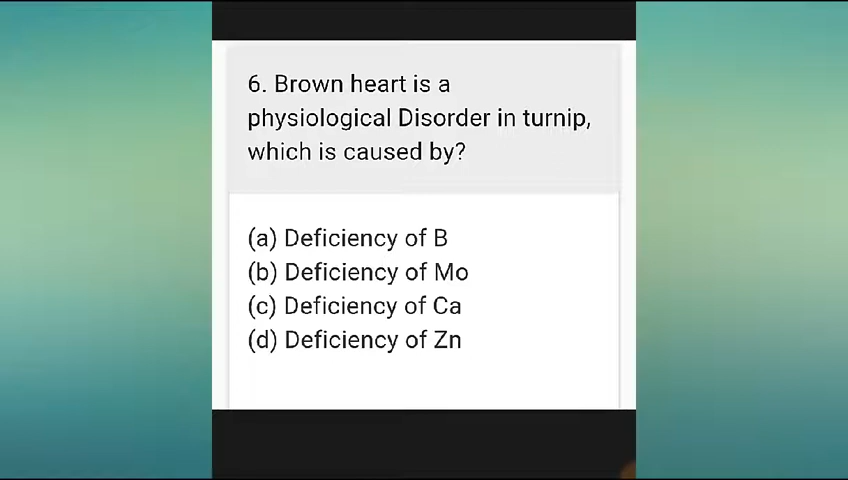 6. Brown heart is a
physiological Disorder in turnip,
which is caused by?
(a) Deficiency of B
(b) Deficiency of Mo
(c) Deficiency of Ca
(d) Deficiency of Zn